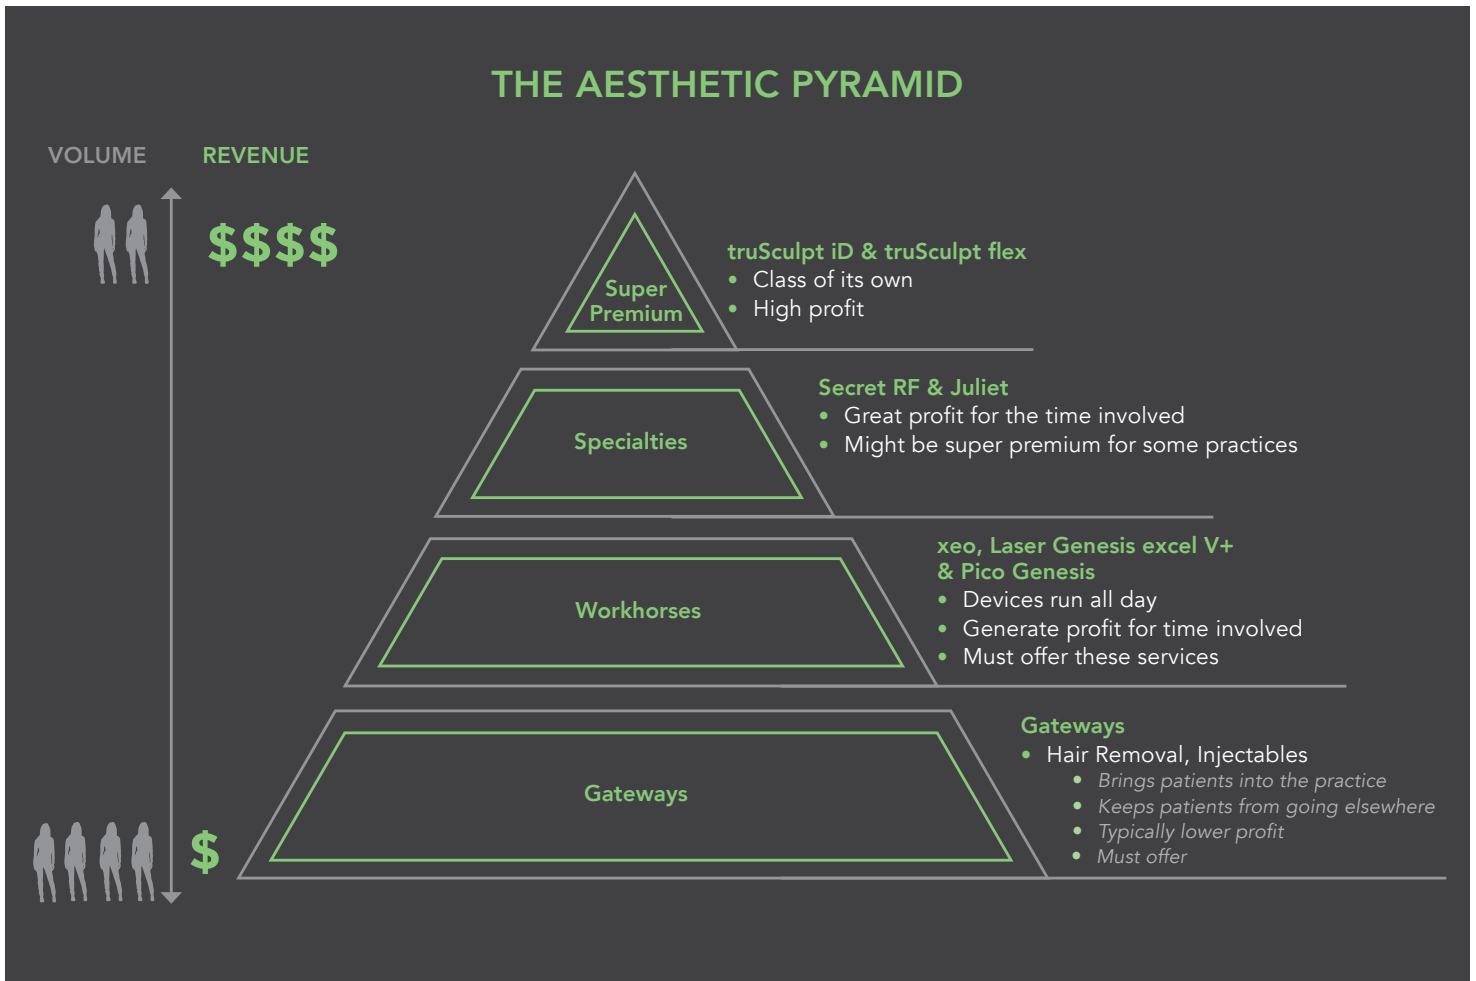 THE AESTHETIC PYRAMID
VOLUME
REVENUE
$$$$
Super
Premium
truSculpt iD & truSculpt flex
• Class of its own
• High profit
Specialties
Secret RF & Juliet
• Great profit for the time involved
• Might be super premium for some practices
Workhorses
xeo, Laser Genesis excel V+
& Pico Genesis
• Devices run all day
• Generate profit for time involved
• Must offer these services
Gateways
Gateways
• Hair Removal, Injectables
• Brings patients into the practice
• Keeps patients from going elsewhere
• Typically lower profit
• Must offer
$